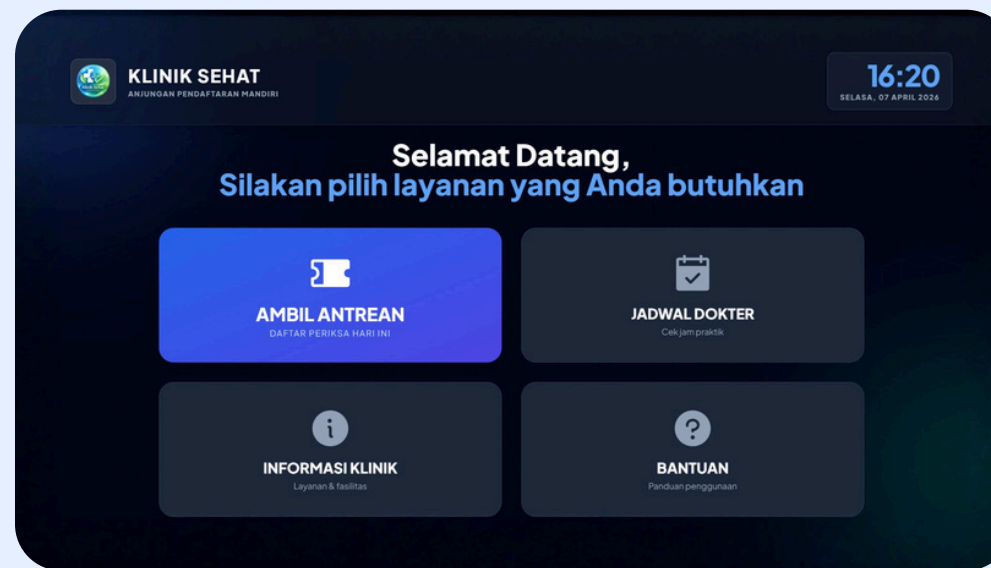 KLINIK SEHAT
ANJUNGAN PENDAFTARAN MANDIRI
16:20
SELASA, 07 APRIL 2026
Selamat Datang,
Silakan pilih layanan yang Anda butuhkan
AMBIL ANTREAN
DAFTAR PERIKSA HARI INI
JADWAL DOKTER
Cek jam praktik
INFORMASI KLINIK
Layanan & fasilitas
BANTUAN
Panduan penggunaan